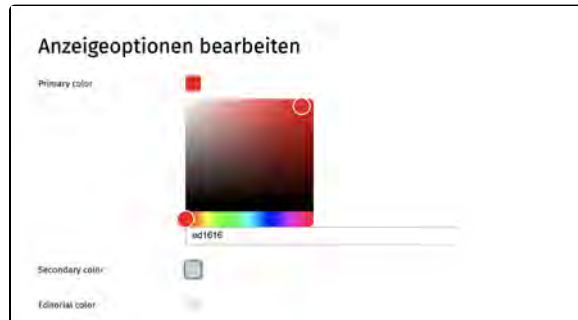 Anzeigeoptionen bearbeiten
Primary color
ed1616
Secondary color
Editorial color